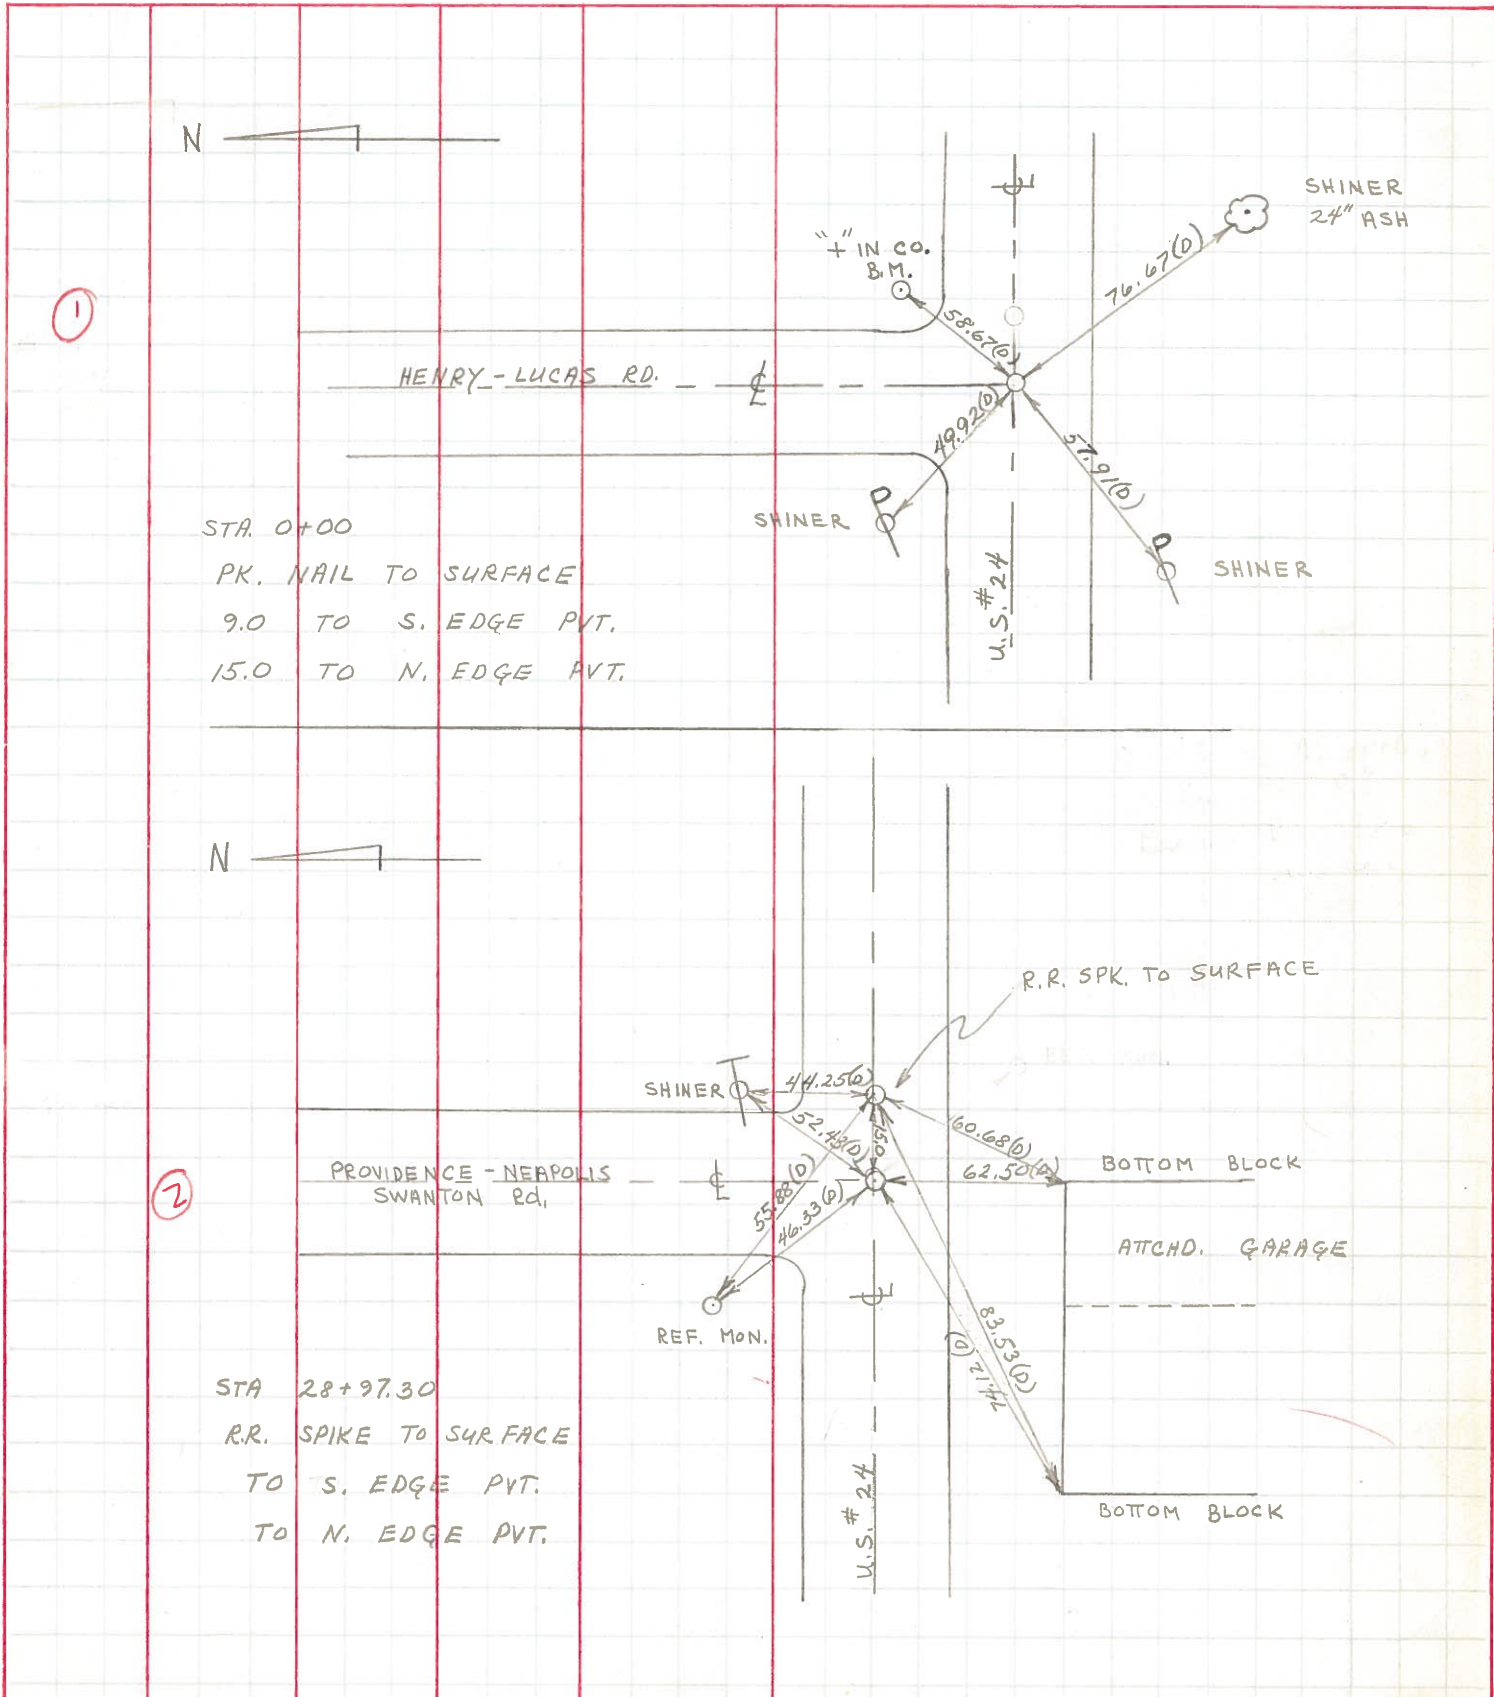 N
SHINER
24" ASH
"+" IN CO.
B.M.
76.67(D)
1
58.67(D)
HENRY - LUCAS RD.
℄
℄
49.92(D)
57.91(D)
SHINER
SHINER
STA. 0+00
PK. NAIL TO SURFACE
9.0 TO S. EDGE PVT.
15.0 TO N. EDGE PVT.
U.S. # 24
N
R.R. SPK. TO SURFACE
SHINER
44.25(D)
52.43(D)
15.0
60.68(D)
62.50(D)
BOTTOM BLOCK
2
PROVIDENCE - NEAPOLIS
SWANTON Rd.
℄
55.88(D)
46.33(D)
ATTCHD. GARAGE
℄
REF. MON.
83.53(D)
74.12(D)
STA 28+97.30
R.R. SPIKE TO SURFACE
TO S. EDGE PVT.
TO N. EDGE PVT.
U.S. # 24
BOTTOM BLOCK